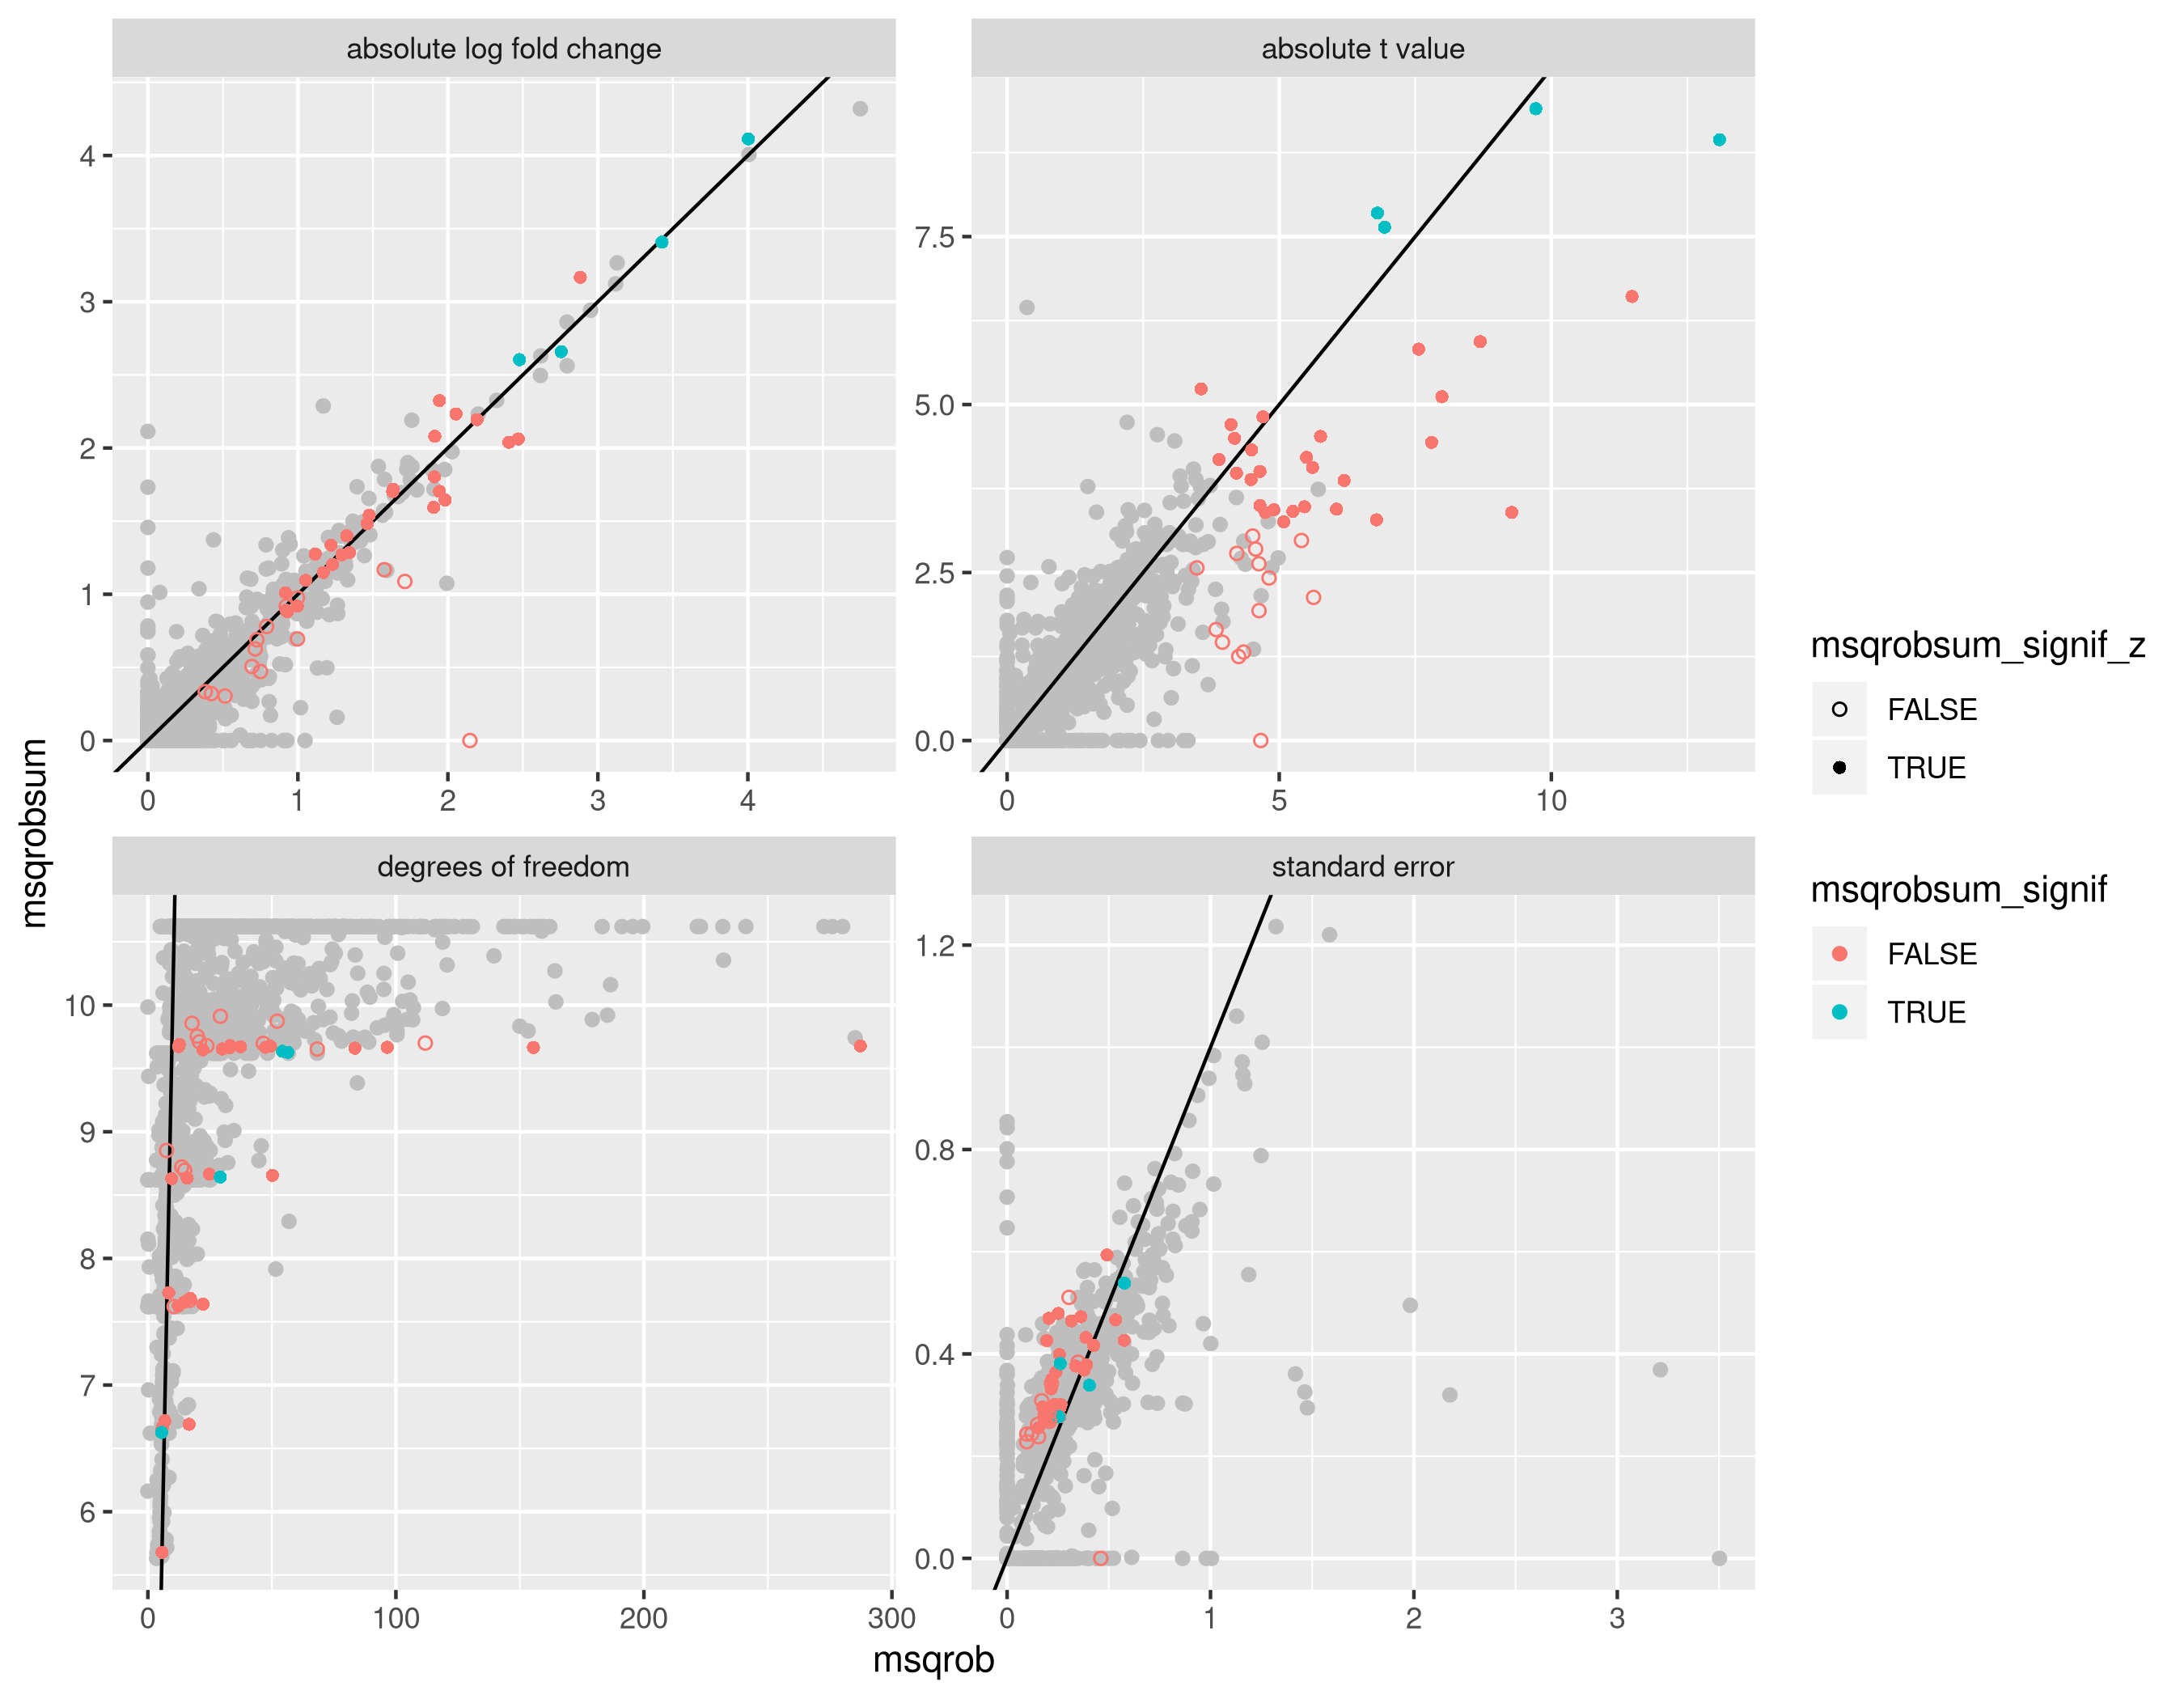 absolute log fold change
absolute t value
4
3
2
1
0
0 1 2 3 4
7.5
5.0
2.5
0.0
0 5 10
degrees of freedom
standard error
10
9
8
7
6
0 100 200 300
1.2
0.8
0.4
0.0
0 1 2 3
msqrobsum
msqrob
msqrobsum_signif_z
FALSE
TRUE
msqrobsum_signif
FALSE
TRUE